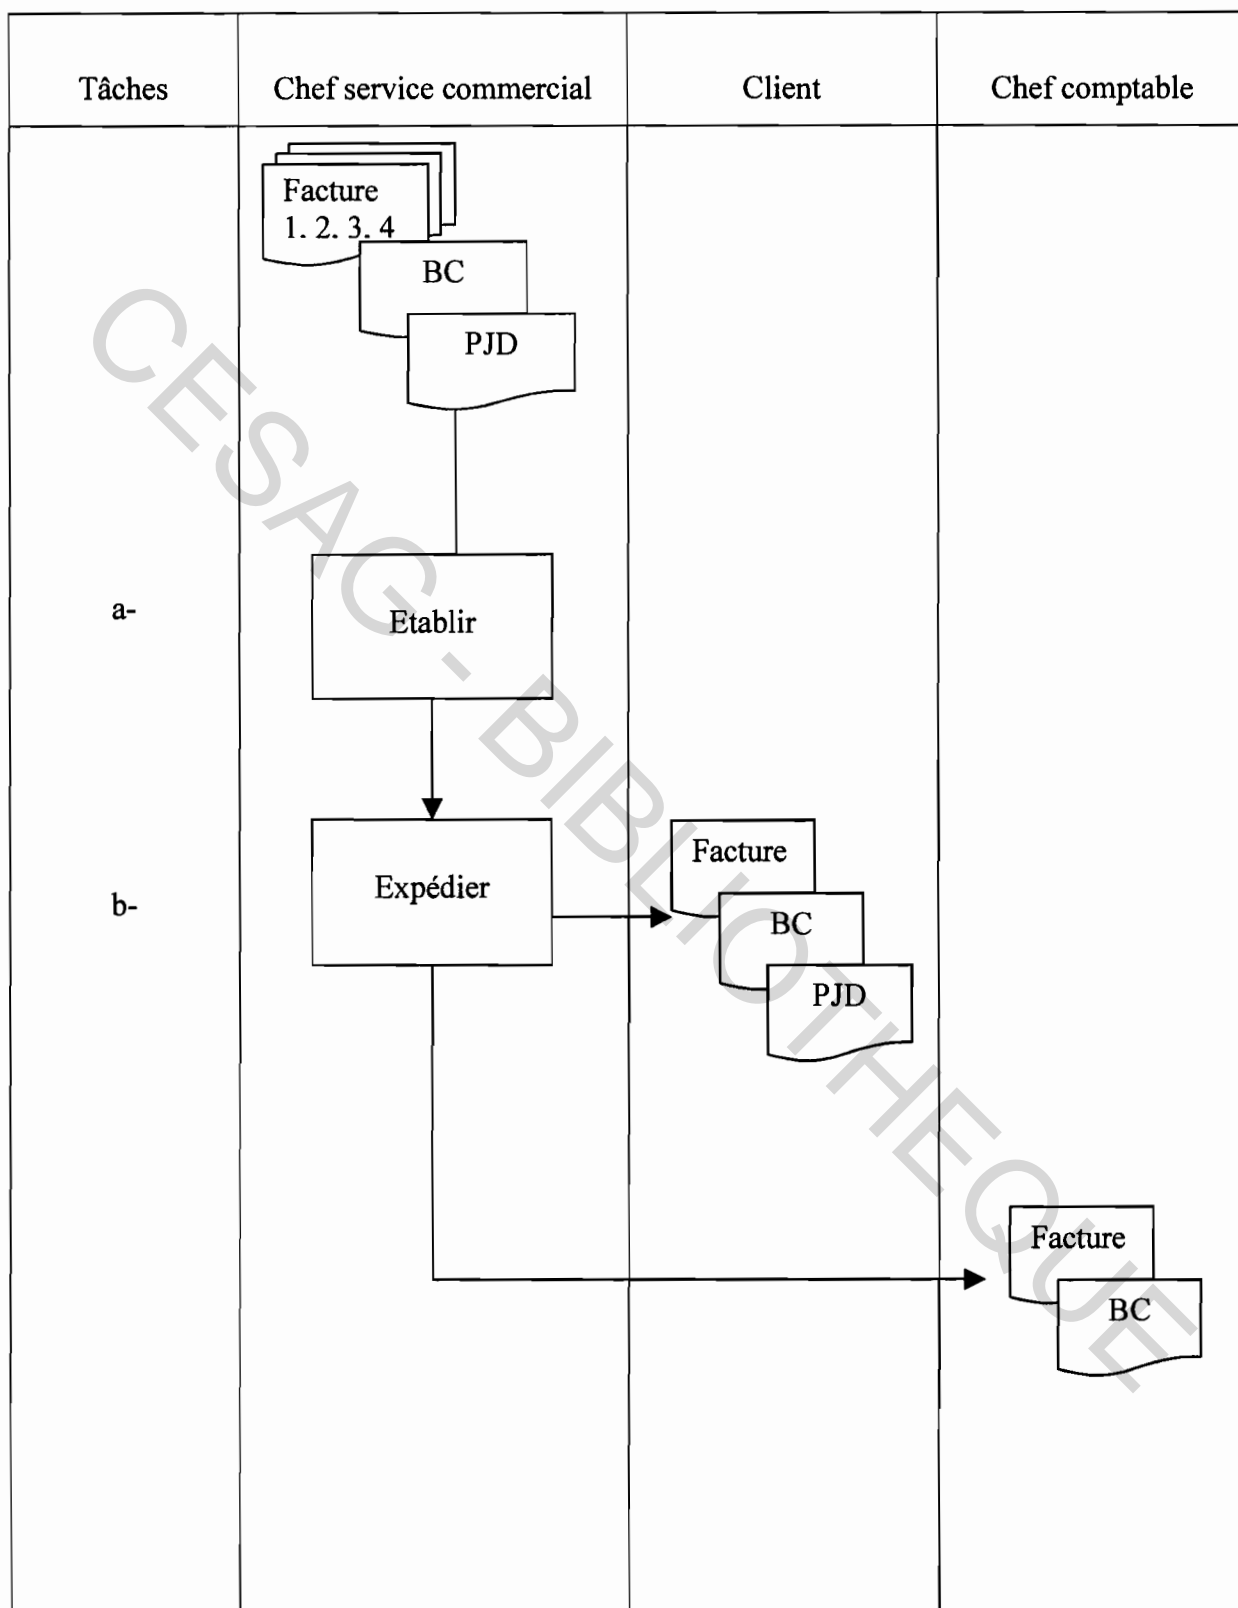 Tâches
Chef service commercial
Client
Chef comptable
Facture
1. 2. 3. 4
BC
PJD
a-
Etablir
b-
Expédier
Facture
BC
PJD
Facture
BC
CESAG - BIBLIOTHEQUE